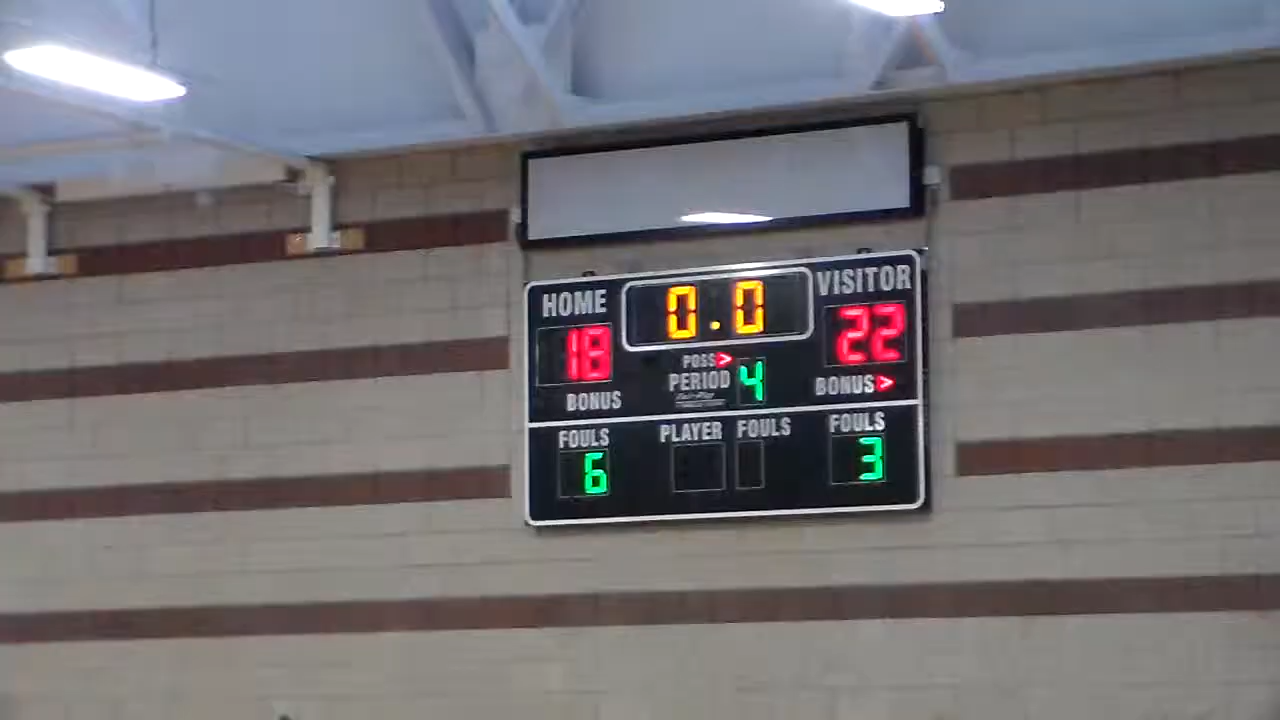 HOME 0.0 VISITOR
18 22
POSS >
PERIOD 4
BONUS BONUS >
FOULS PLAYER FOULS FOULS
6 3